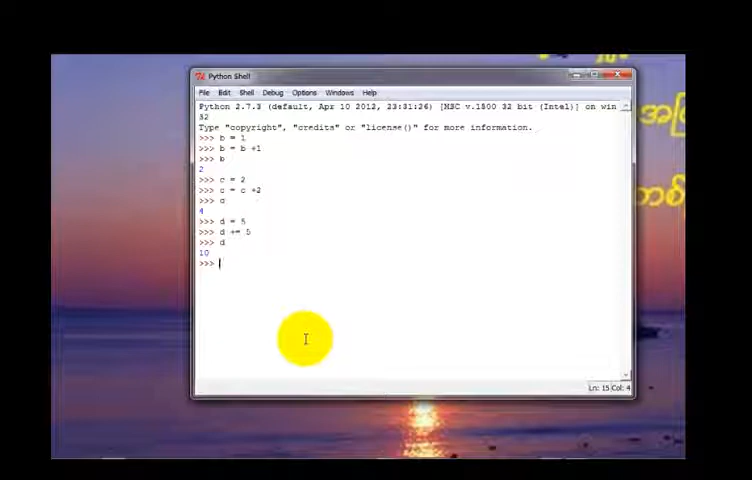 Python Shell
File Edit Shell Debug Options Windows Help
Python 2.7.3 (default, Apr 10 2012, 23:31:26) [MSC v.1500 32 bit (Intel)] on win
32
Type "copyright", "credits" or "license()" for more information.
>>> b = 1
>>> b = b +1
>>> b
2
>>> c = 2
>>> c = c +2
>>> c
4
>>> d = 5
>>> d += 5
>>> d
10
>>>
Ln: 15 Col: 4